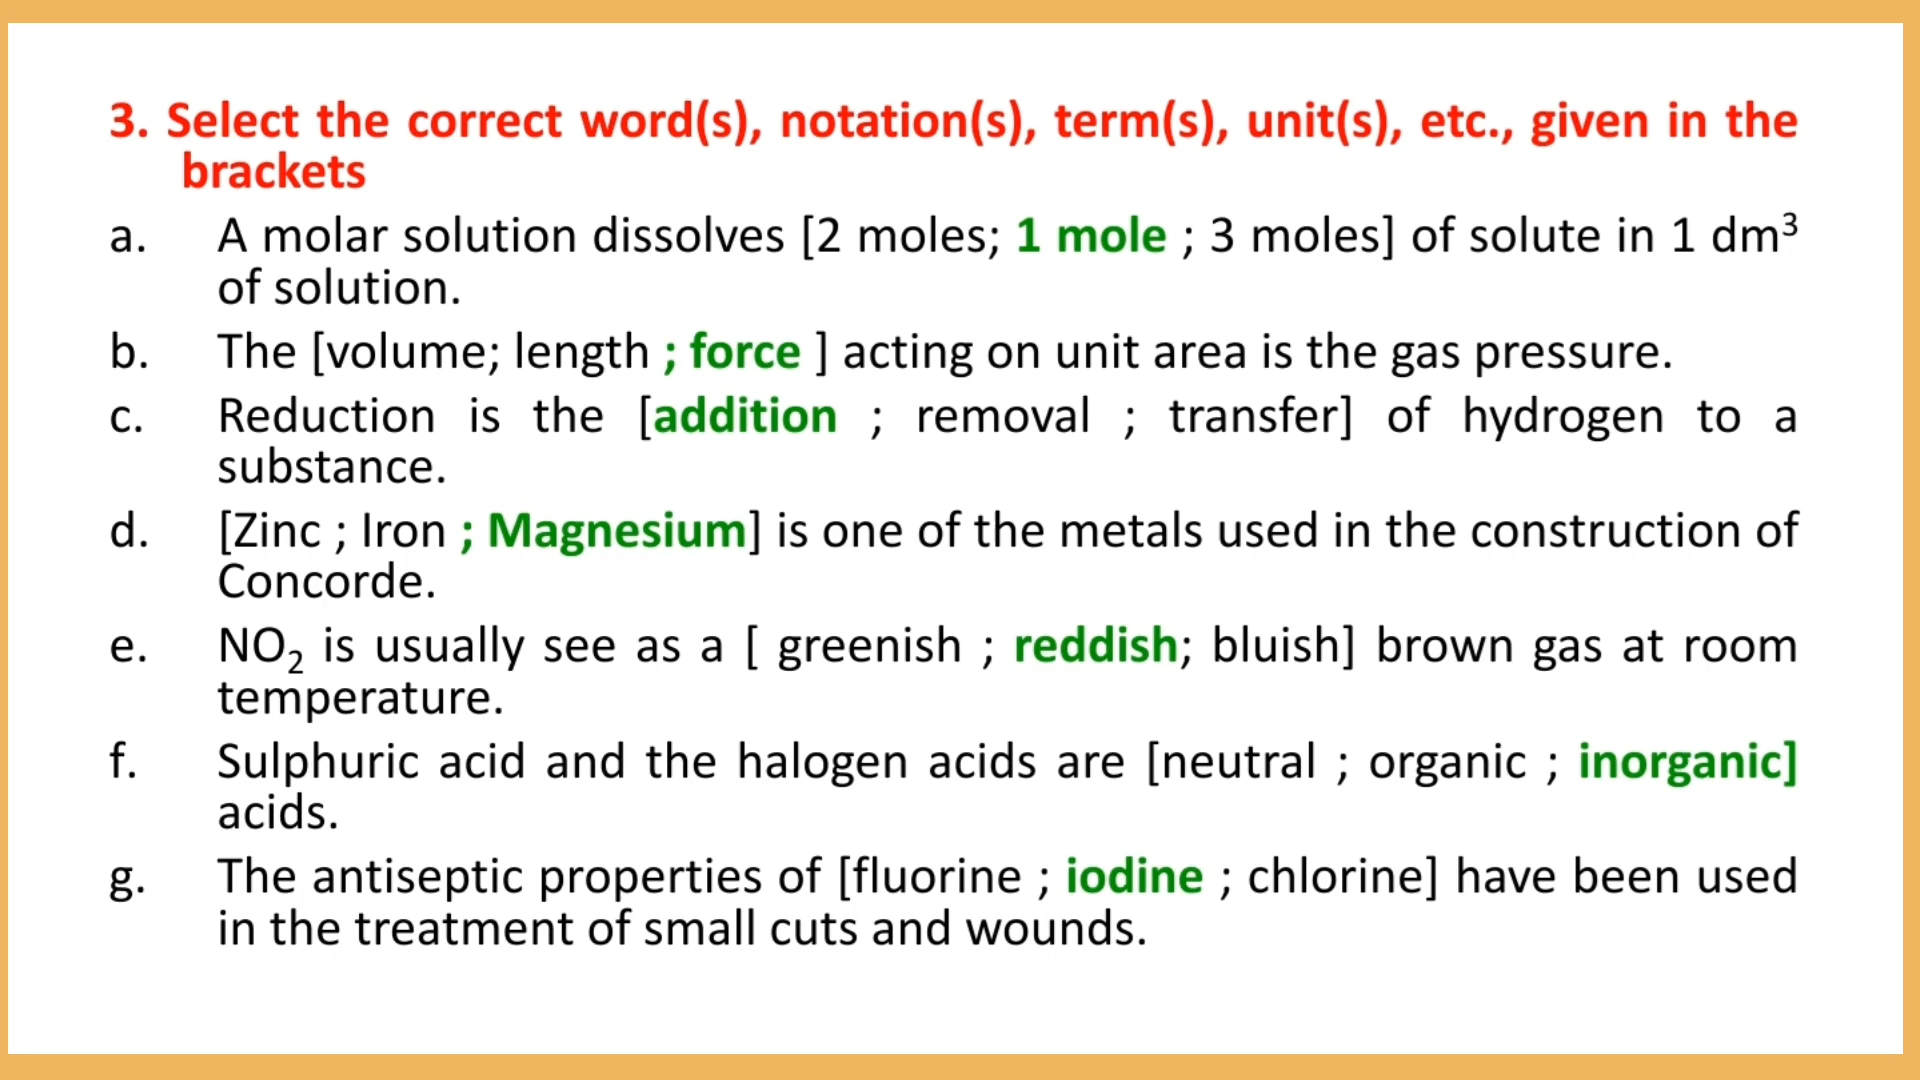 3. Select the correct word(s), notation(s), term(s), unit(s), etc., given in the
brackets
a. A molar solution dissolves [2 moles; 1 mole ; 3 moles] of solute in 1 dm³
of solution.
b. The [volume; length ; force ] acting on unit area is the gas pressure.
c. Reduction is the [addition ; removal ; transfer] of hydrogen to a
substance.
d. [Zinc ; Iron ; Magnesium] is one of the metals used in the construction of
Concorde.
e. NO₂ is usually see as a [ greenish ; reddish; bluish] brown gas at room
temperature.
f. Sulphuric acid and the halogen acids are [neutral ; organic ; inorganic]
acids.
g. The antiseptic properties of [fluorine ; iodine ; chlorine] have been used
in the treatment of small cuts and wounds.